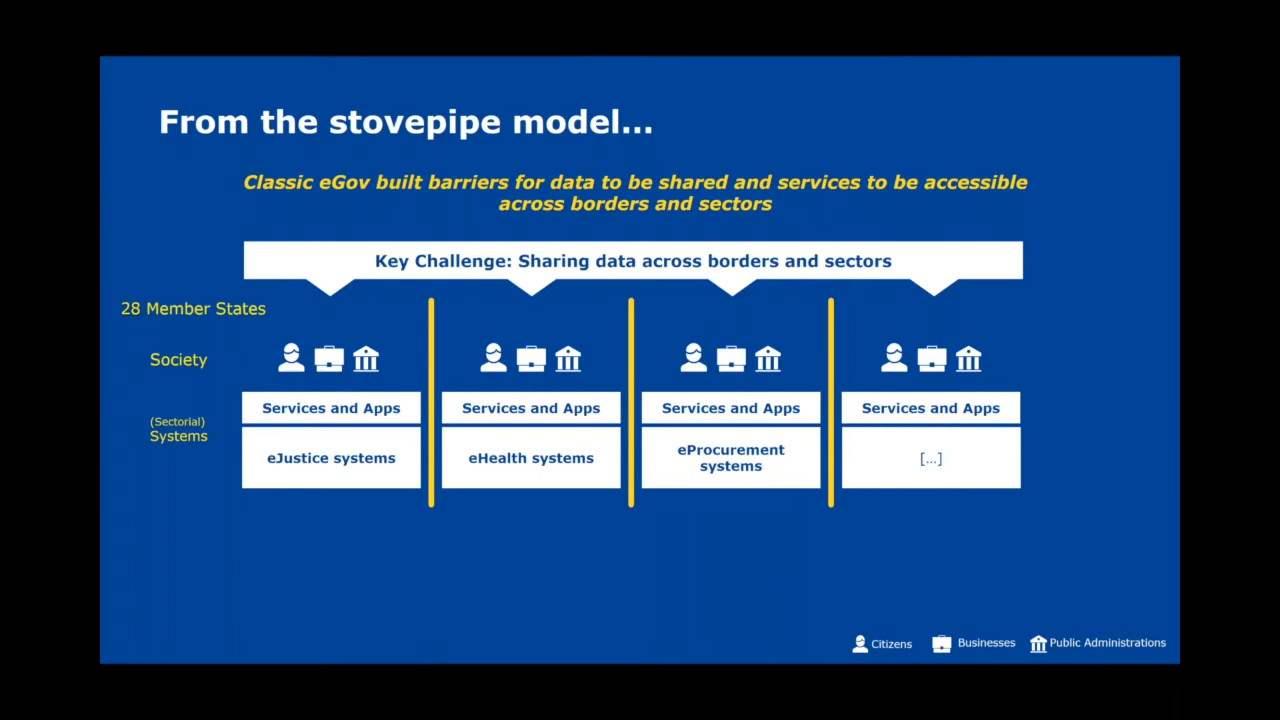 From the stovepipe model...
Classic eGov built barriers for data to be shared and services to be accessible
across borders and sectors
Key Challenge: Sharing data across borders and sectors
28 Member States
Society
Services and Apps
Services and Apps
Services and Apps
Services and Apps
(Sectorial)
Systems
eJustice systems
eHealth systems
eProcurement
systems
[...]
Citizens
Businesses
Public Administrations